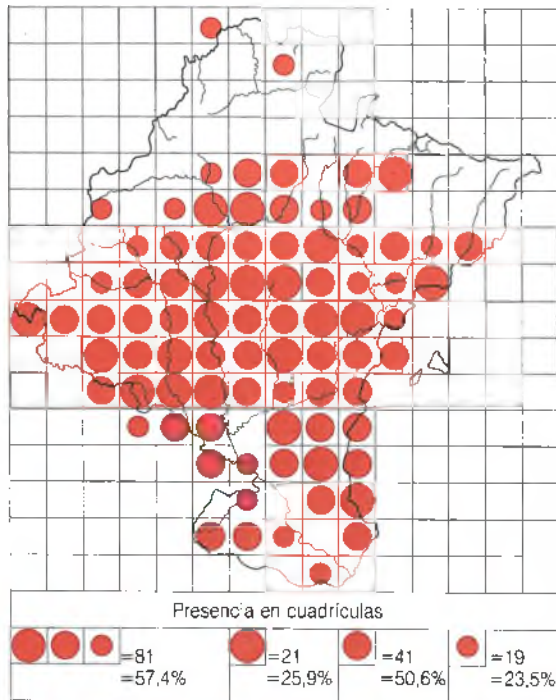 Presencia en cuadrículas
=81 =21 =41 =19
=57,4% =25,9% =50,6% =23,5%